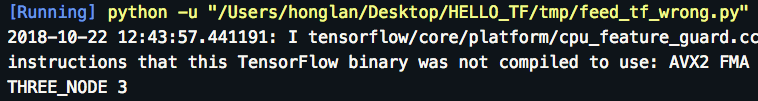 [Running] python -u "/Users/honglan/Desktop/HELLO_TF/tmp/feed_tf_wrong.py"
2018-10-22 12:43:57.441191: I tensorflow/core/platform/cpu_feature_guard.cc
instructions that this TensorFlow binary was not compiled to use: AVX2 FMA
THREE_NODE 3